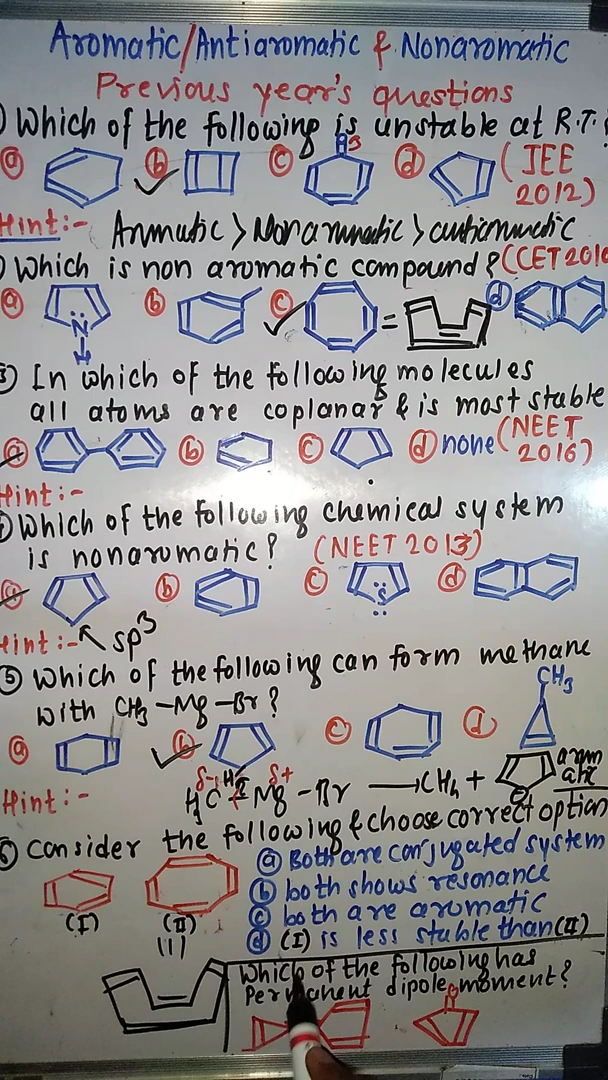 Aromatic/Antiaromatic & Nonaromatic
Previous year's questions
) Which of the following is unstable at R.T.?
a b c d (JEE 2012)
Hint:- Aromatic > Nonaromatic > antiaromatic
) Which is non aromatic compound? (CET 2016
a b c = d
N
H
3) In which of the following molecules
all atoms are coplanar & is most stable
a b c d none (NEET 2016)
Hint:-
Which of the following chemical system
is nonaromatic? (NEET 2013)
a b c S d
Hint:- sp3
5 Which of the following can form methane
with CH3-Mg-Br?
a b c d CH3
Hint:- H3C Mg-Br → CH4 + aromatic
δ- H δ+
6 Consider the following & choose correct option
a Both are conjugated system
b both shows resonance
c both are aromatic
d (I) is less stable than (II)
(I) (II)
Which of the following has
Permanent dipole moment?